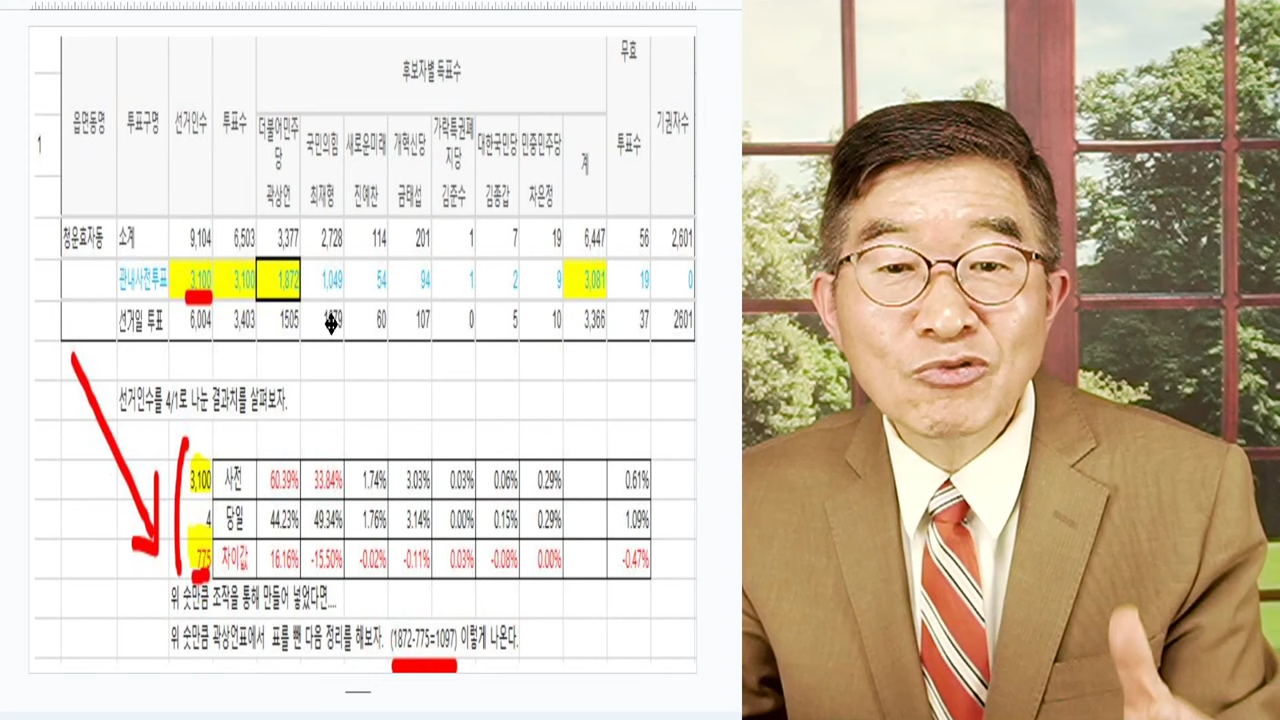 후보자별 득표수
무효
읍면동명 투표구명 선거인수 투표수 기권자수
더불어민주당 국민의힘 새로운미래 개혁신당 가락특권폐지당 대한국민당 민중민주당 계 투표수
1
곽상언 최재형 진예찬 금태섭 김준수 김종갑 차은정
청운효자동 소계 9,104 6,503 3,377 2,728 114 201 1 7 19 6,447 56 2,601
관내사전투표 3,100 3,100 1,872 1,049 54 94 1 2 9 3,081 19 0
선거일 투표 6,004 3,403 1505 60 107 0 5 10 3,366 37 2601
선거인수를 4/1로 나눈 결과치를 살펴보자.
3,100 사전 60.39% 33.84% 1.74% 3.03% 0.03% 0.06% 0.29% 0.61%
4 당일 44.23% 49.34% 1.76% 3.14% 0.00% 0.15% 0.29% 1.09%
775 차이값 16.16% -15.50% -0.02% -0.11% 0.03% -0.08% 0.00% -0.47%
위 숫만큼 조작을 통해 만들어 넣었다면....
위 숫만큼 곽상언표에서 표를 뺀 다음 정리를 해보자. (1872-775=1097) 이렇게 나온다.